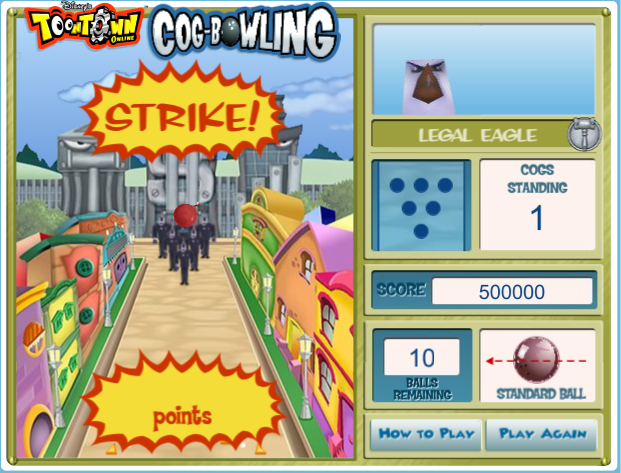 Disney's
TOONTOWN
ONLINE
COG-BOWLING
STRIKE!
LEGAL EAGLE
COGS
STANDING
1
SCORE 500000
10
BALLS
REMAINING
STANDARD BALL
points
HOW TO PLAY PLAY AGAIN